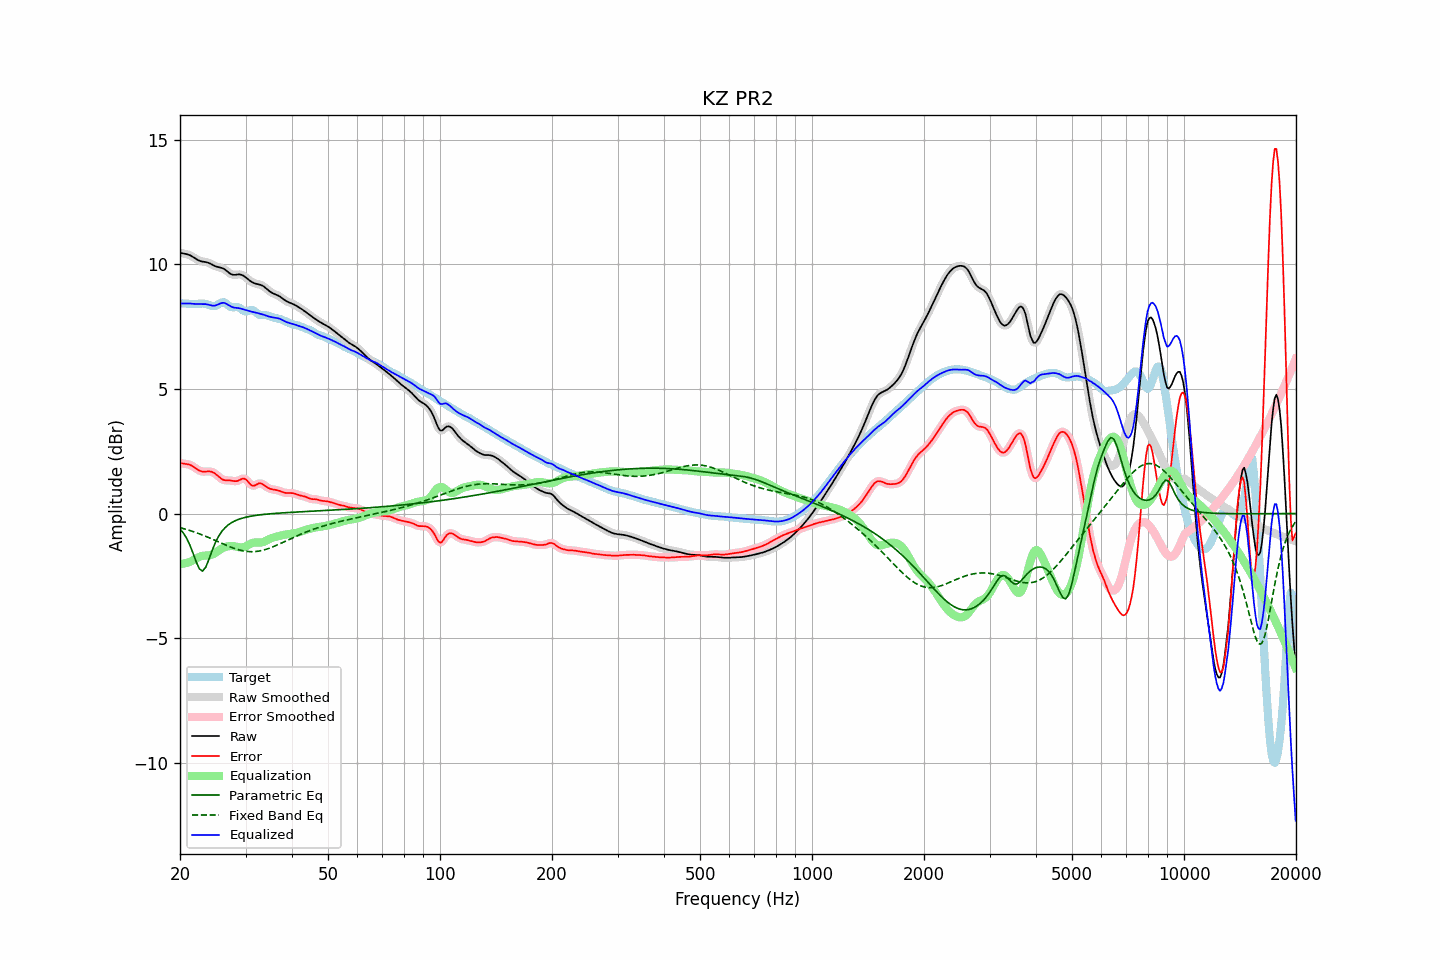 KZ PR2
Amplitude (dBr)
15
10
5
0
−5
−10
Target
Raw Smoothed
Error Smoothed
Raw
Error
Equalization
Parametric Eq
Fixed Band Eq
Equalized
20 50 100 200 500 1000 2000 5000 10000 20000
Frequency (Hz)